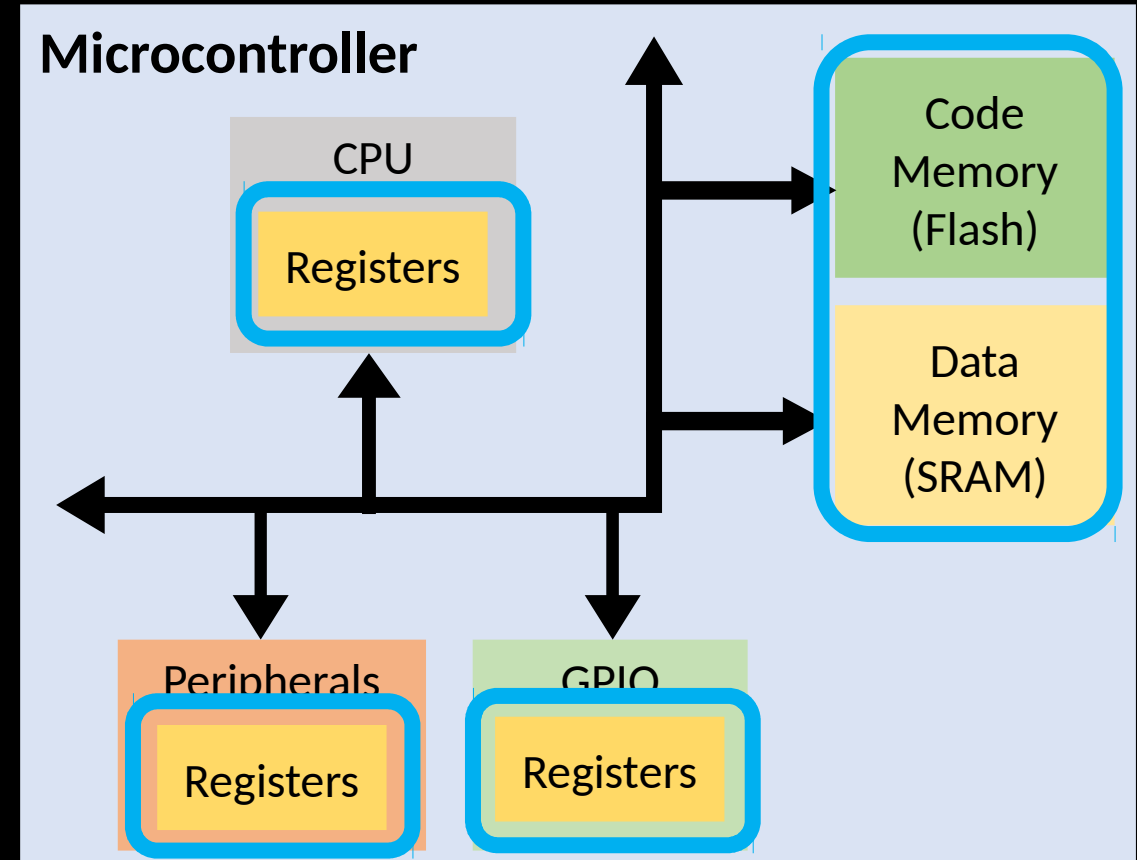 Microcontroller
CPU
Registers
Code
Memory
(Flash)
Data
Memory
(SRAM)
Peripherals
Registers
GPIO
Registers